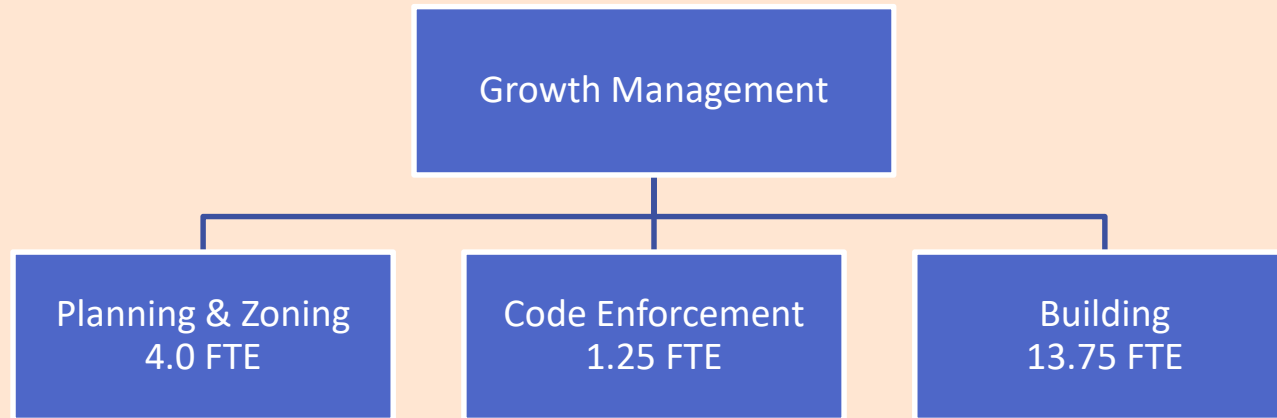 Growth Management
Planning & Zoning
4.0 FTE
Code Enforcement
1.25 FTE
Building
13.75 FTE